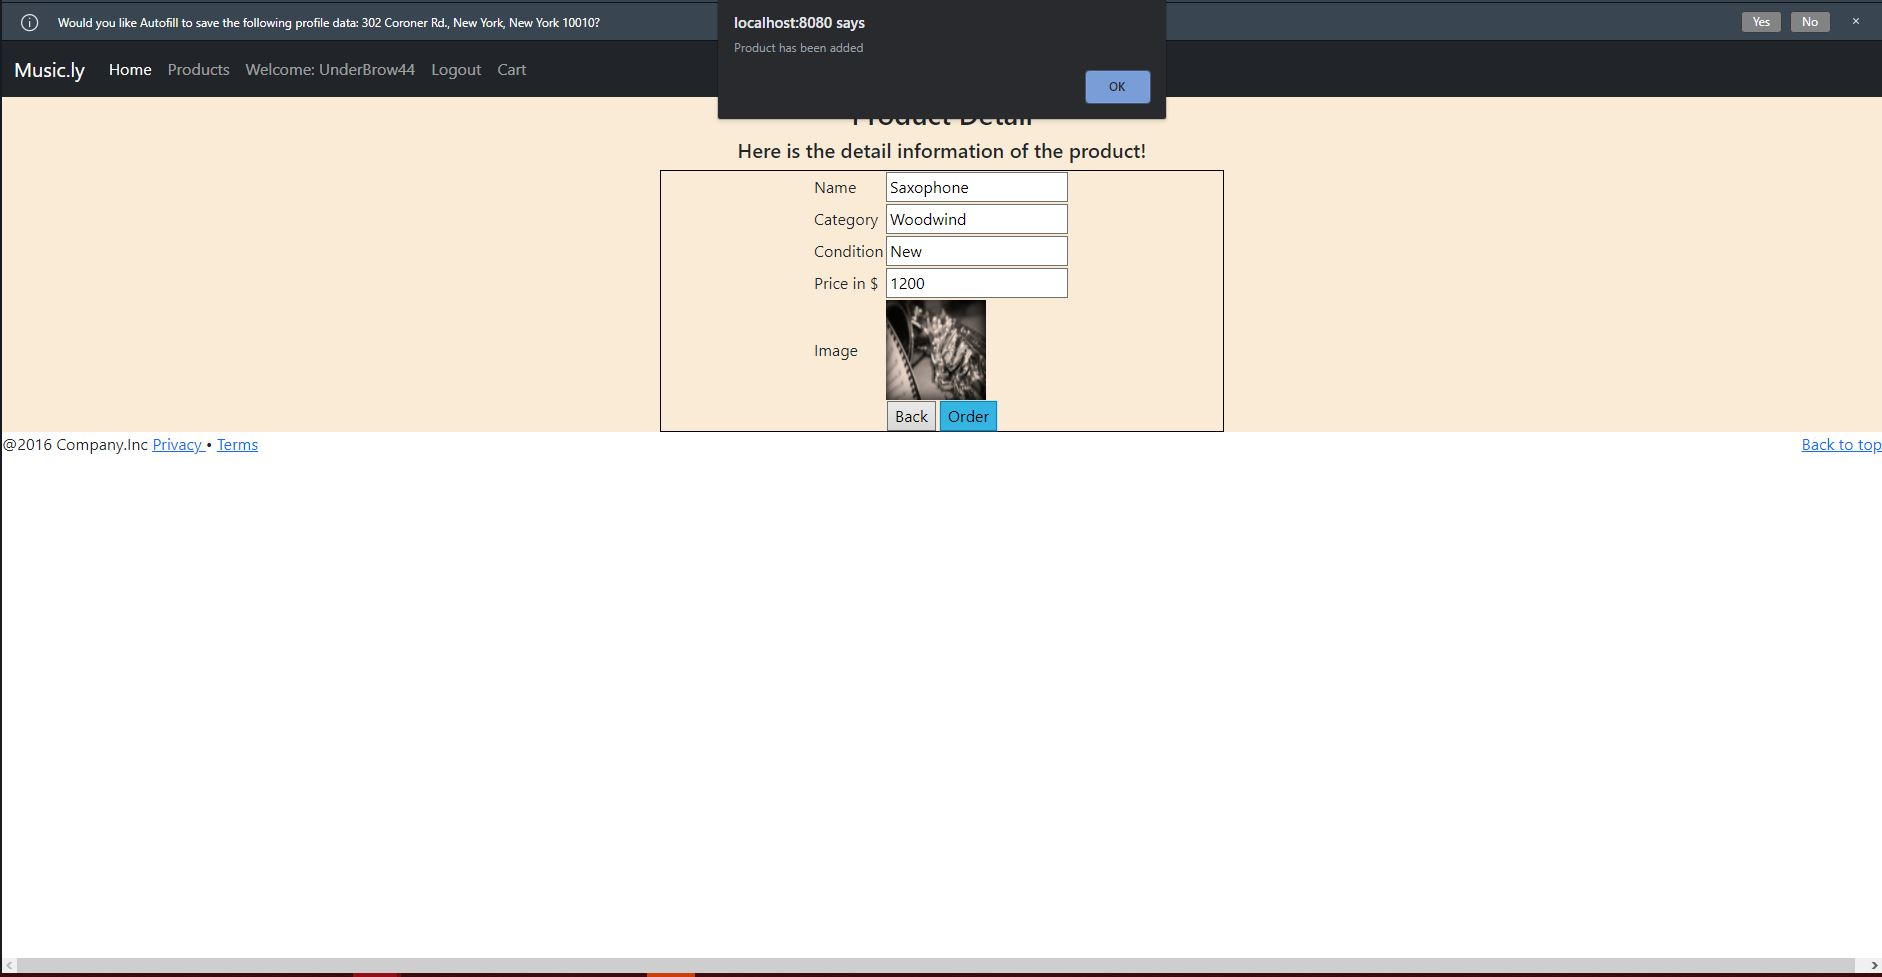 Would you like Autofill to save the following profile data: 302 Coroner Rd., New York, New York 10010?
Yes No ×
localhost:8080 says
Product has been added
OK
Music.ly Home Products Welcome: UnderBrow44 Logout Cart
Product Detail
Here is the detail information of the product!
Name Saxophone
Category Woodwind
Condition New
Price in $ 1200
Image
Back Order
@2016 Company.Inc Privacy • Terms Back to top